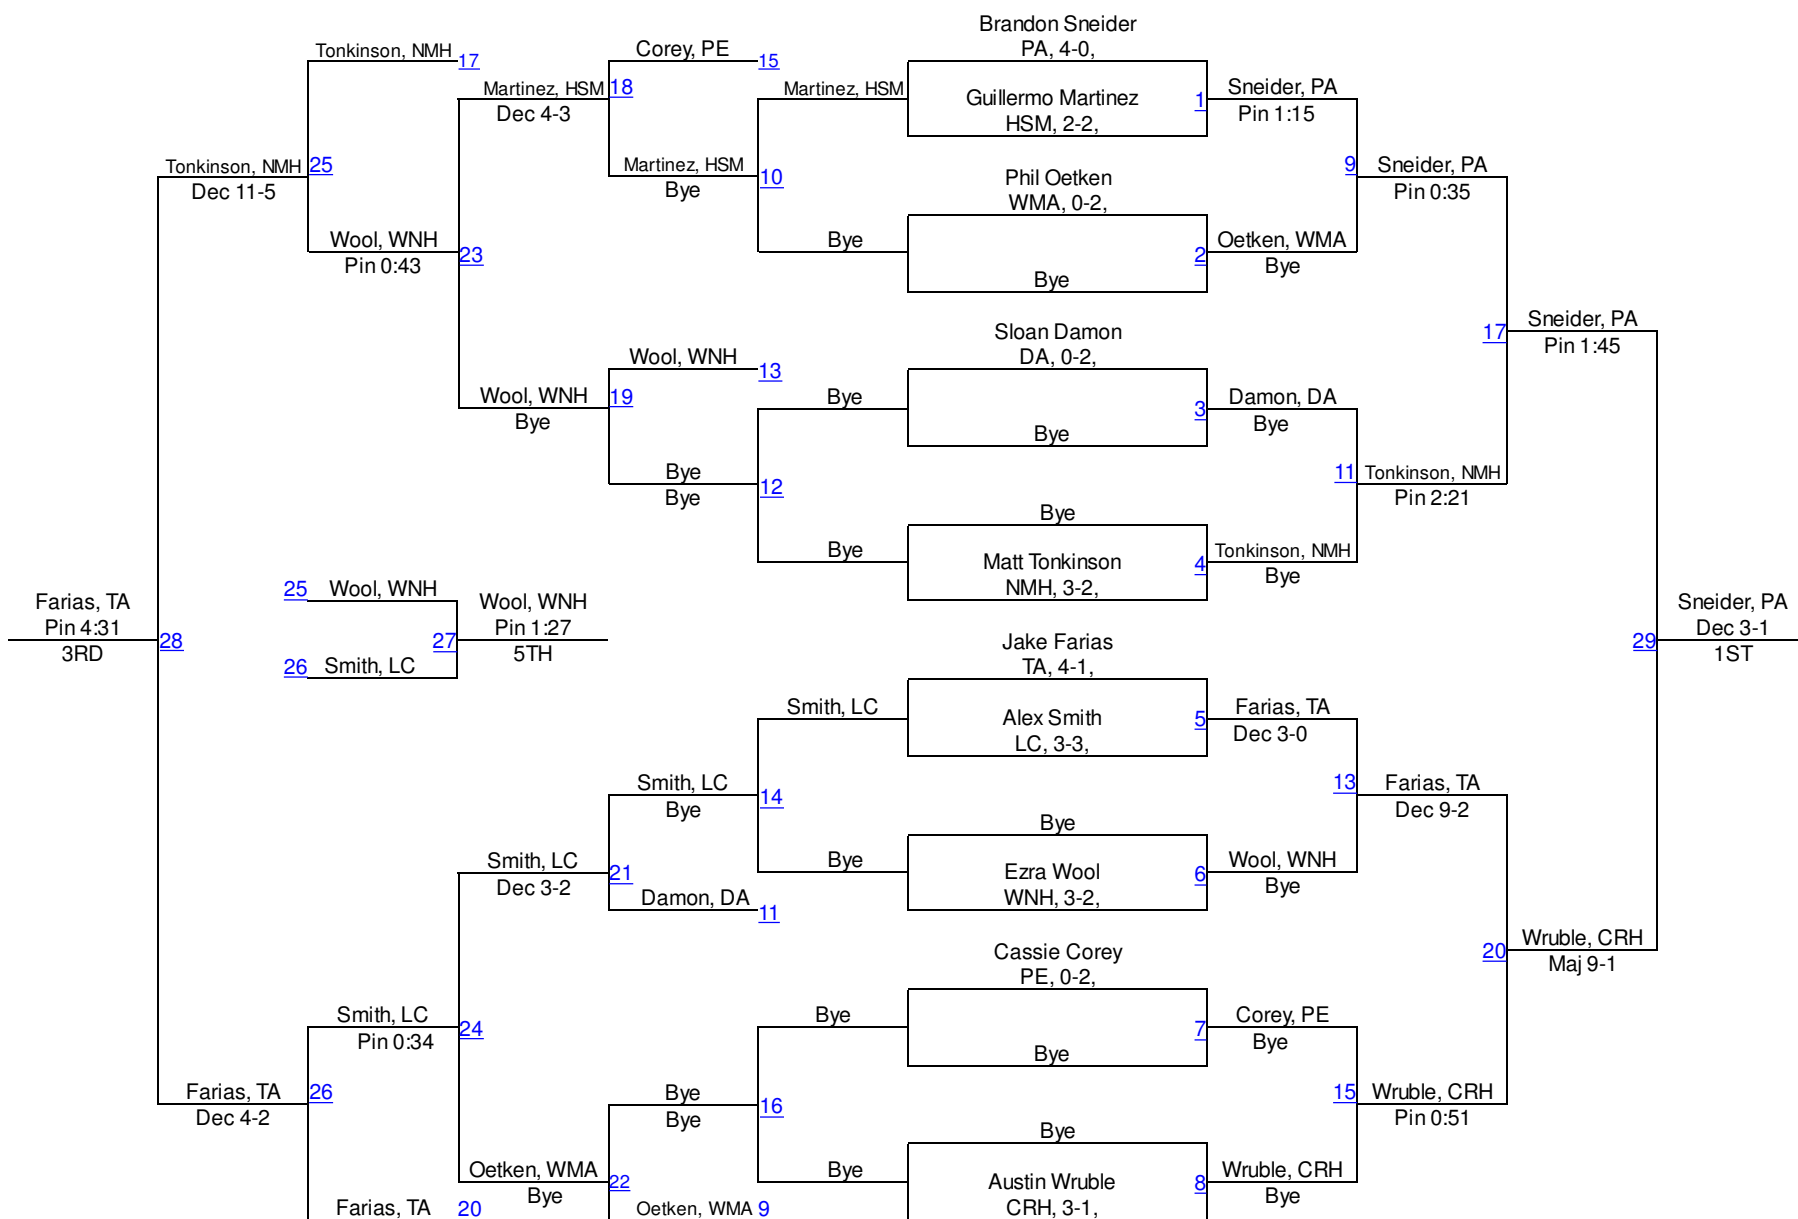 Brandon Sneider
Tonkinson, NMH 17 Corey, PE 15 PA, 4-0,
Martinez, HSM 18 Martinez, HSM Guillermo Martinez 1 Sneider, PA
Dec 4-3 HSM, 2-2, Pin 1:15
Tonkinson, NMH 25 Martinez, HSM 10 Phil Oetken 9 Sneider, PA
Dec 11-5 Bye WMA, 0-2, Pin 0:35
Wool, WNH 23 Bye 2 Oetken, WMA
Pin 0:43 Bye Bye
Sloan Damon 17 Sneider, PA
Wool, WNH 13 DA, 0-2, Pin 1:45
Wool, WNH 19 Bye 3 Damon, DA
Bye Bye Bye
Bye 12 11 Tonkinson, NMH
Bye Bye Pin 2:21
Bye Matt Tonkinson 4 Tonkinson, NMH
25 Wool, WNH NMH, 3-2, Bye
Farias, TA Wool, WNH Sneider, PA
Pin 4:31 28 27 Pin 1:27 Jake Farias 29 Dec 3-1
3RD 26 Smith, LC 5TH TA, 4-1, 1ST
Smith, LC Alex Smith 5 Farias, TA
LC, 3-3, Dec 3-0
Smith, LC 14 13 Farias, TA
Bye Bye Dec 9-2
Smith, LC 21 Bye Ezra Wool 6 Wool, WNH
Dec 3-2 Damon, DA 11 WNH, 3-2, Bye
Cassie Corey 20 Wruble, CRH
PE, 0-2, Maj 9-1
Smith, LC 24 Bye 7 Corey, PE
Pin 0:34 Bye Bye
Farias, TA 26 Bye 16 15 Wruble, CRH
Dec 4-2 Bye Bye Pin 0:51
Oetken, WMA 22 Bye Austin Wruble 8 Wruble, CRH
Farias, TA 20 Bye Oetken, WMA 9 CRH, 3-1, Bye